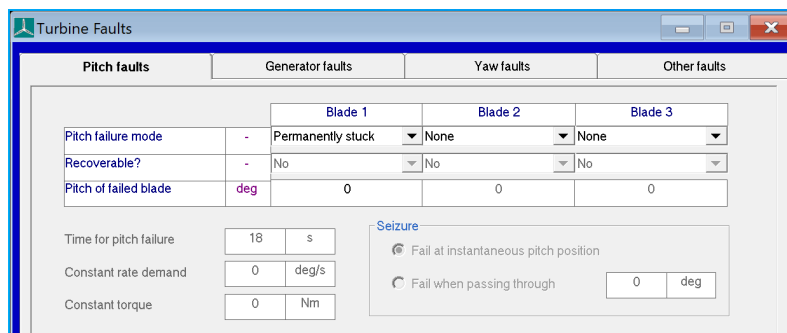 Turbine Faults
Pitch faults Generator faults Yaw faults Other faults
Blade 1 Blade 2 Blade 3
Pitch failure mode - Permanently stuck None None
Recoverable? - No No No
Pitch of failed blade deg 0 0 0
Seizure
Time for pitch failure 18 s
Fail at instantaneous pitch position
Constant rate demand 0 deg/s
Fail when passing through 0 deg
Constant torque 0 Nm